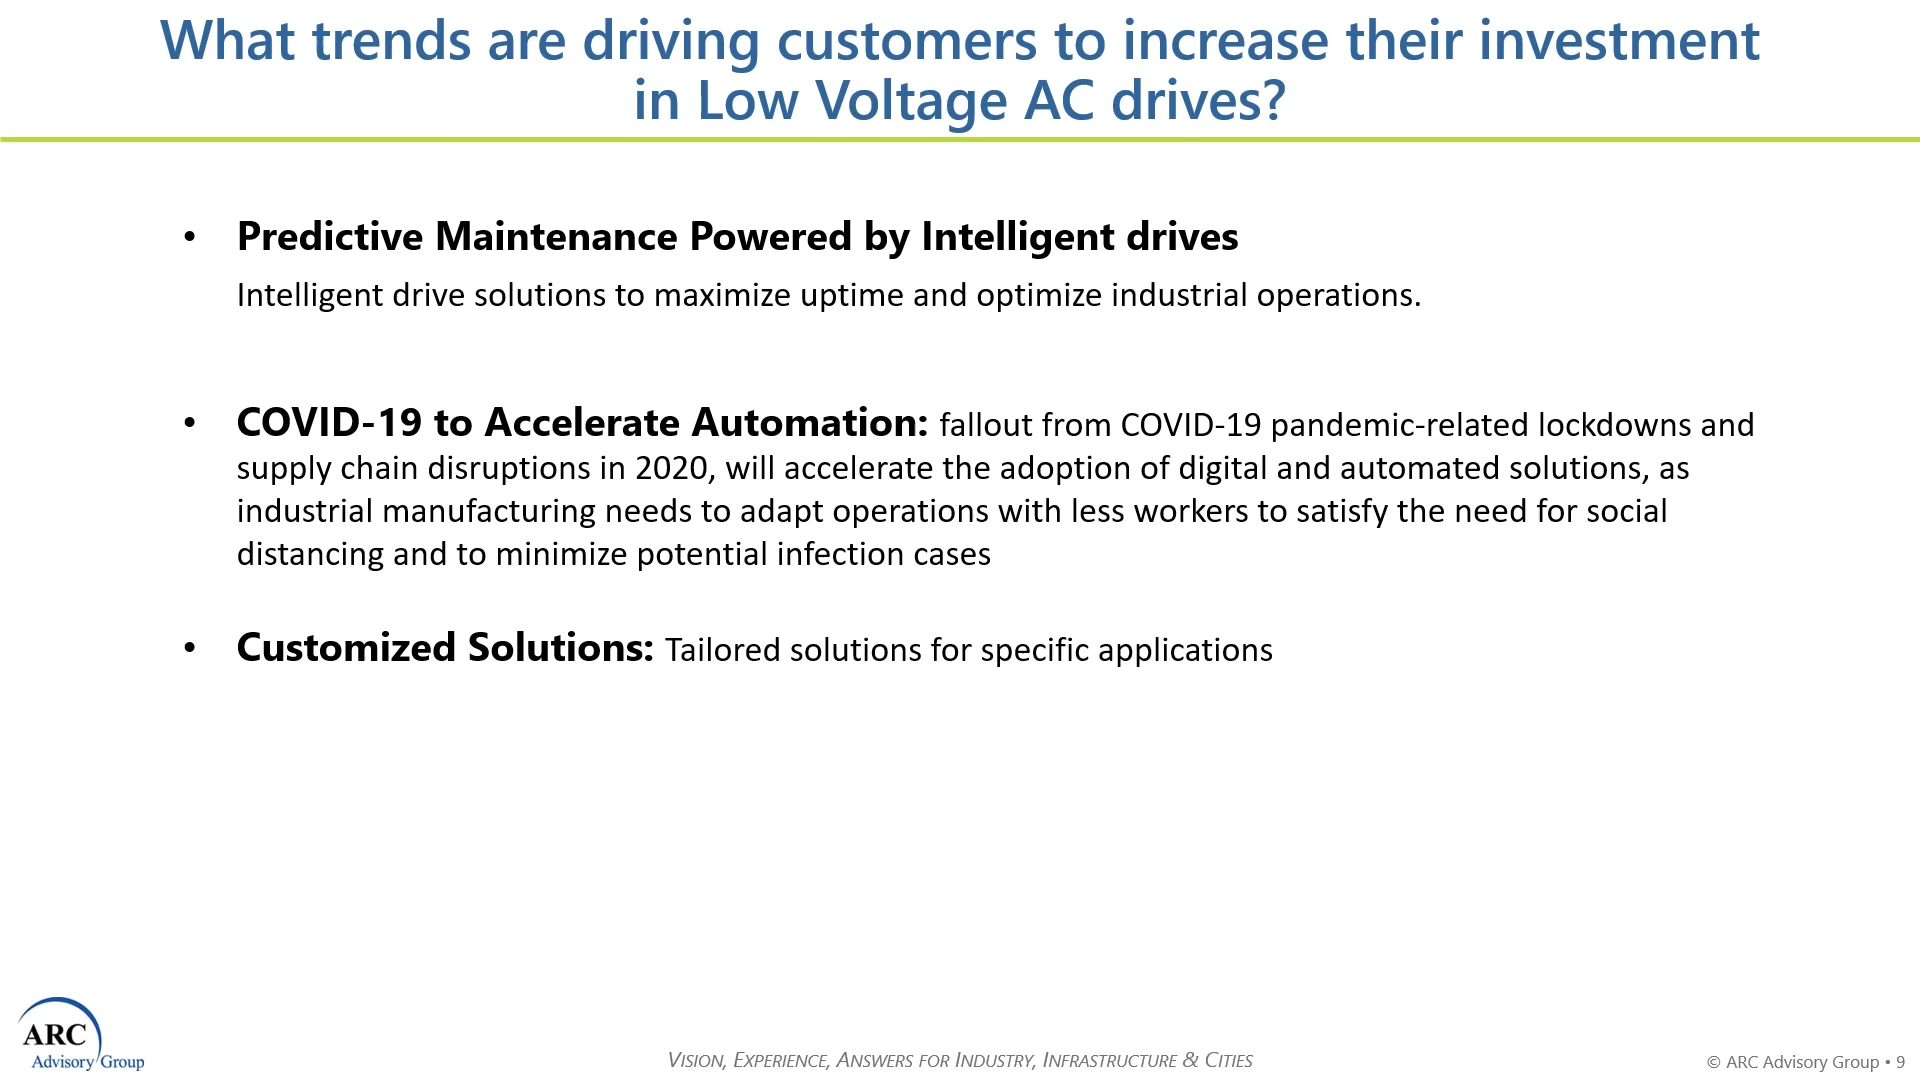 What trends are driving customers to increase their investment
in Low Voltage AC drives?
• Predictive Maintenance Powered by Intelligent drives
Intelligent drive solutions to maximize uptime and optimize industrial operations.
• COVID-19 to Accelerate Automation: fallout from COVID-19 pandemic-related lockdowns and
supply chain disruptions in 2020, will accelerate the adoption of digital and automated solutions, as
industrial manufacturing needs to adapt operations with less workers to satisfy the need for social
distancing and to minimize potential infection cases
• Customized Solutions: Tailored solutions for specific applications
ARC
Advisory Group
VISION, EXPERIENCE, ANSWERS FOR INDUSTRY, INFRASTRUCTURE & CITIES
© ARC Advisory Group • 9